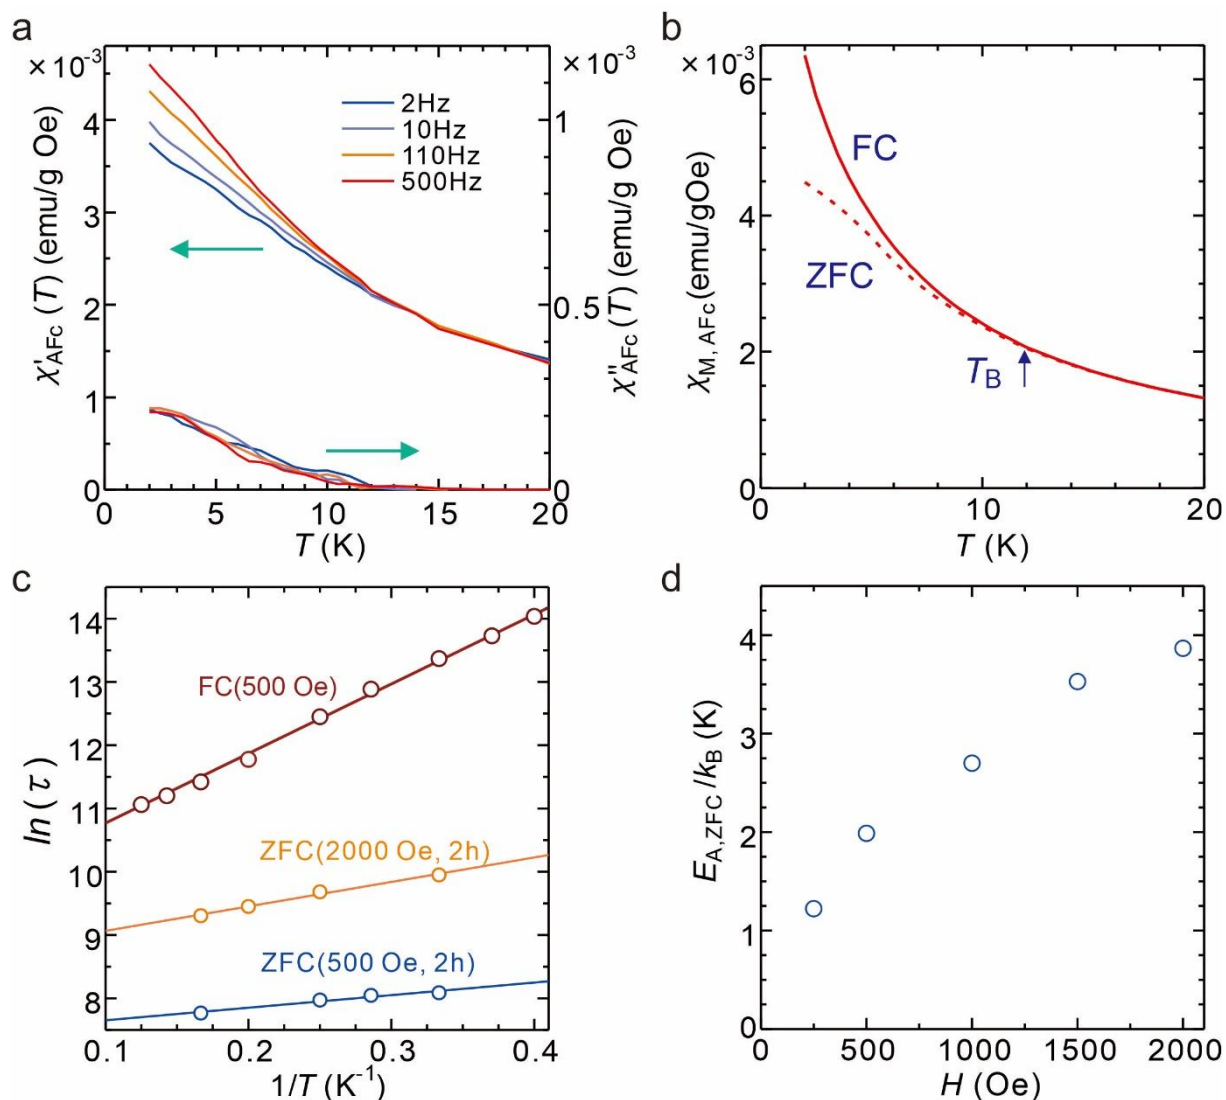 a
× 10⁻³
χ'AFc (T) (emu/g Oe)
4
3
2
1
0
2Hz
10Hz
110Hz
500Hz
× 10⁻³
1
0.5
0
χ''AFc(T) (emu/g Oe)
0 5 10 15 20
T (K)
b
× 10⁻³
χM, AFc(emu/gOe)
6
4
2
0
FC
ZFC
TB
0 10 20
T (K)
c
ln(τ)
14
13
12
11
10
9
8
FC(500 Oe)
ZFC(2000 Oe, 2h)
ZFC(500 Oe, 2h)
0.1 0.2 0.3 0.4
1/T (K⁻¹)
d
EA,ZFC /kB (K)
4
3
2
1
0
0 500 1000 1500 2000
H (Oe)